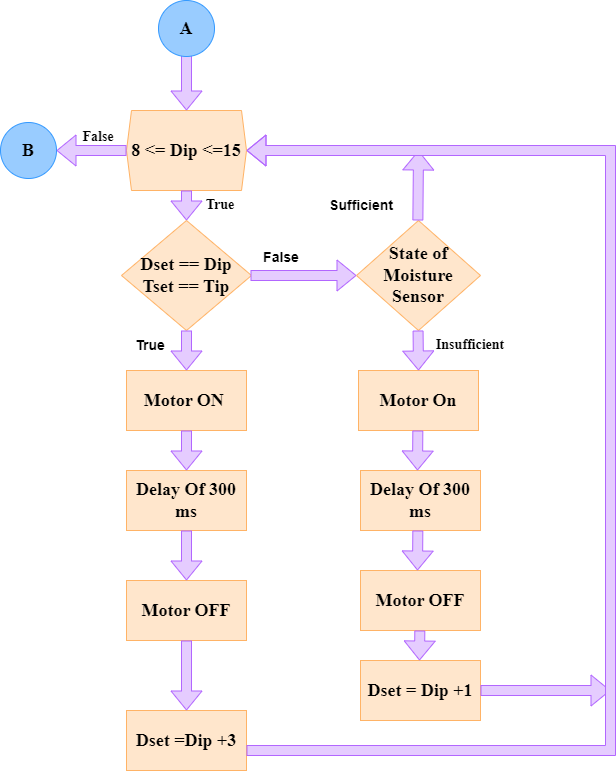 A
B
False
8 <= Dip <=15
True
Sufficient
Dset == Dip
Tset == Tip
False
State of
Moisture
Sensor
True
Insufficient
Motor ON
Motor On
Delay Of 300
ms
Delay Of 300
ms
Motor OFF
Motor OFF
Dset = Dip +1
Dset =Dip +3